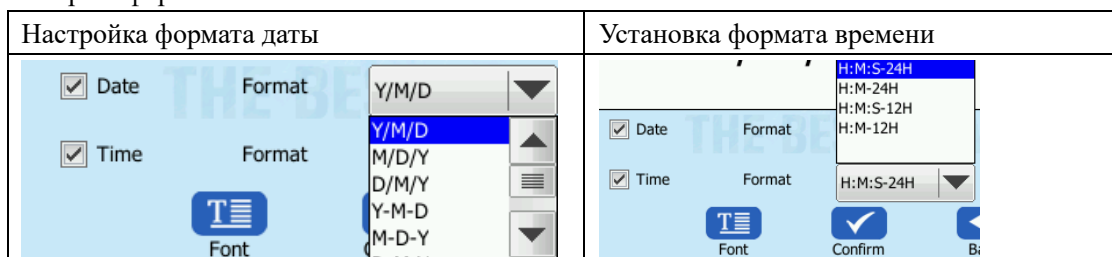 Настройка формата даты
Установка формата времени
Date Format Y/M/D
Y/M/D
M/D/Y
Time Format
D/M/Y
Y-M-D
M-D-Y
Font
H:M:S-24H
H:M-24H
H:M:S-12H
H:M-12H
Date Format
Time Format H:M:S-24H
Font Confirm